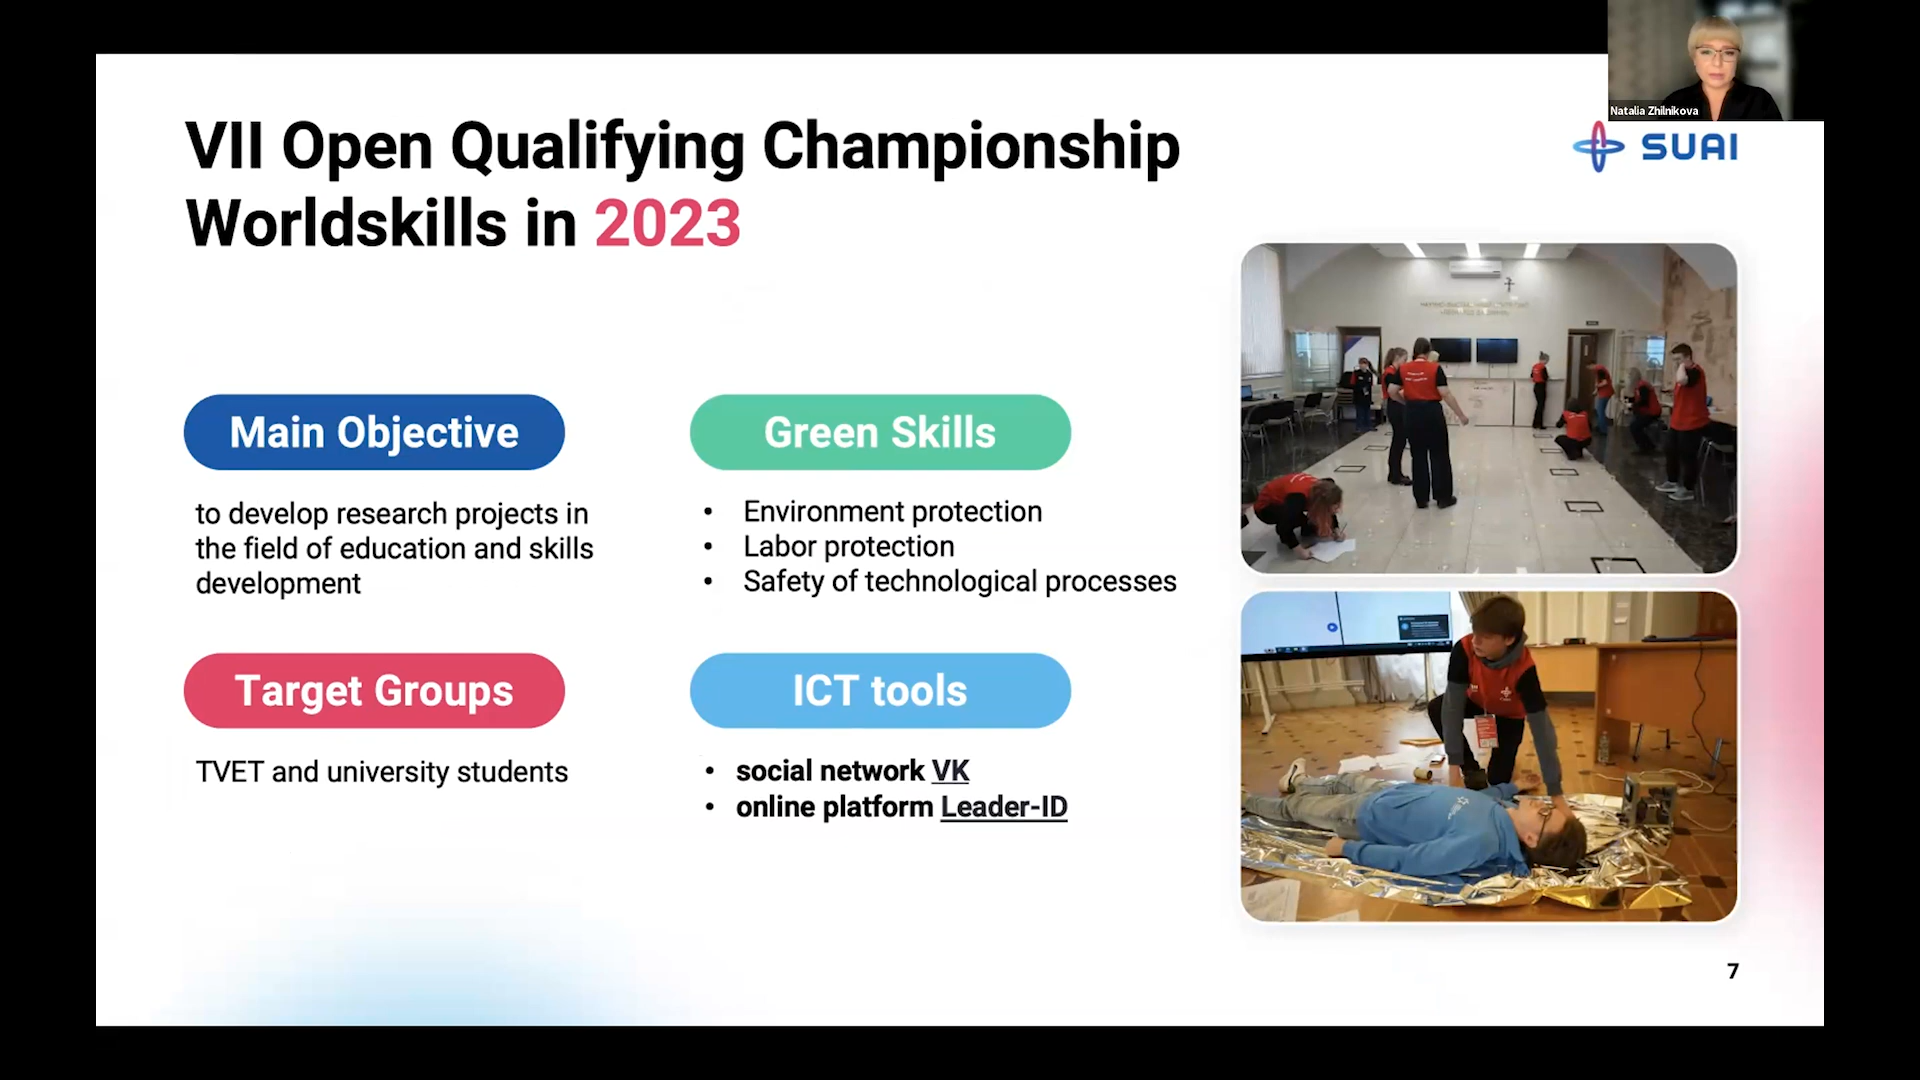 Natalia Zhilnikova
SUAI
VII Open Qualifying Championship
Worldskills in 2023
Main Objective
to develop research projects in
the field of education and skills
development
Green Skills
• Environment protection
• Labor protection
• Safety of technological processes
Target Groups
TVET and university students
ICT tools
• social network VK
• online platform Leader-ID
7